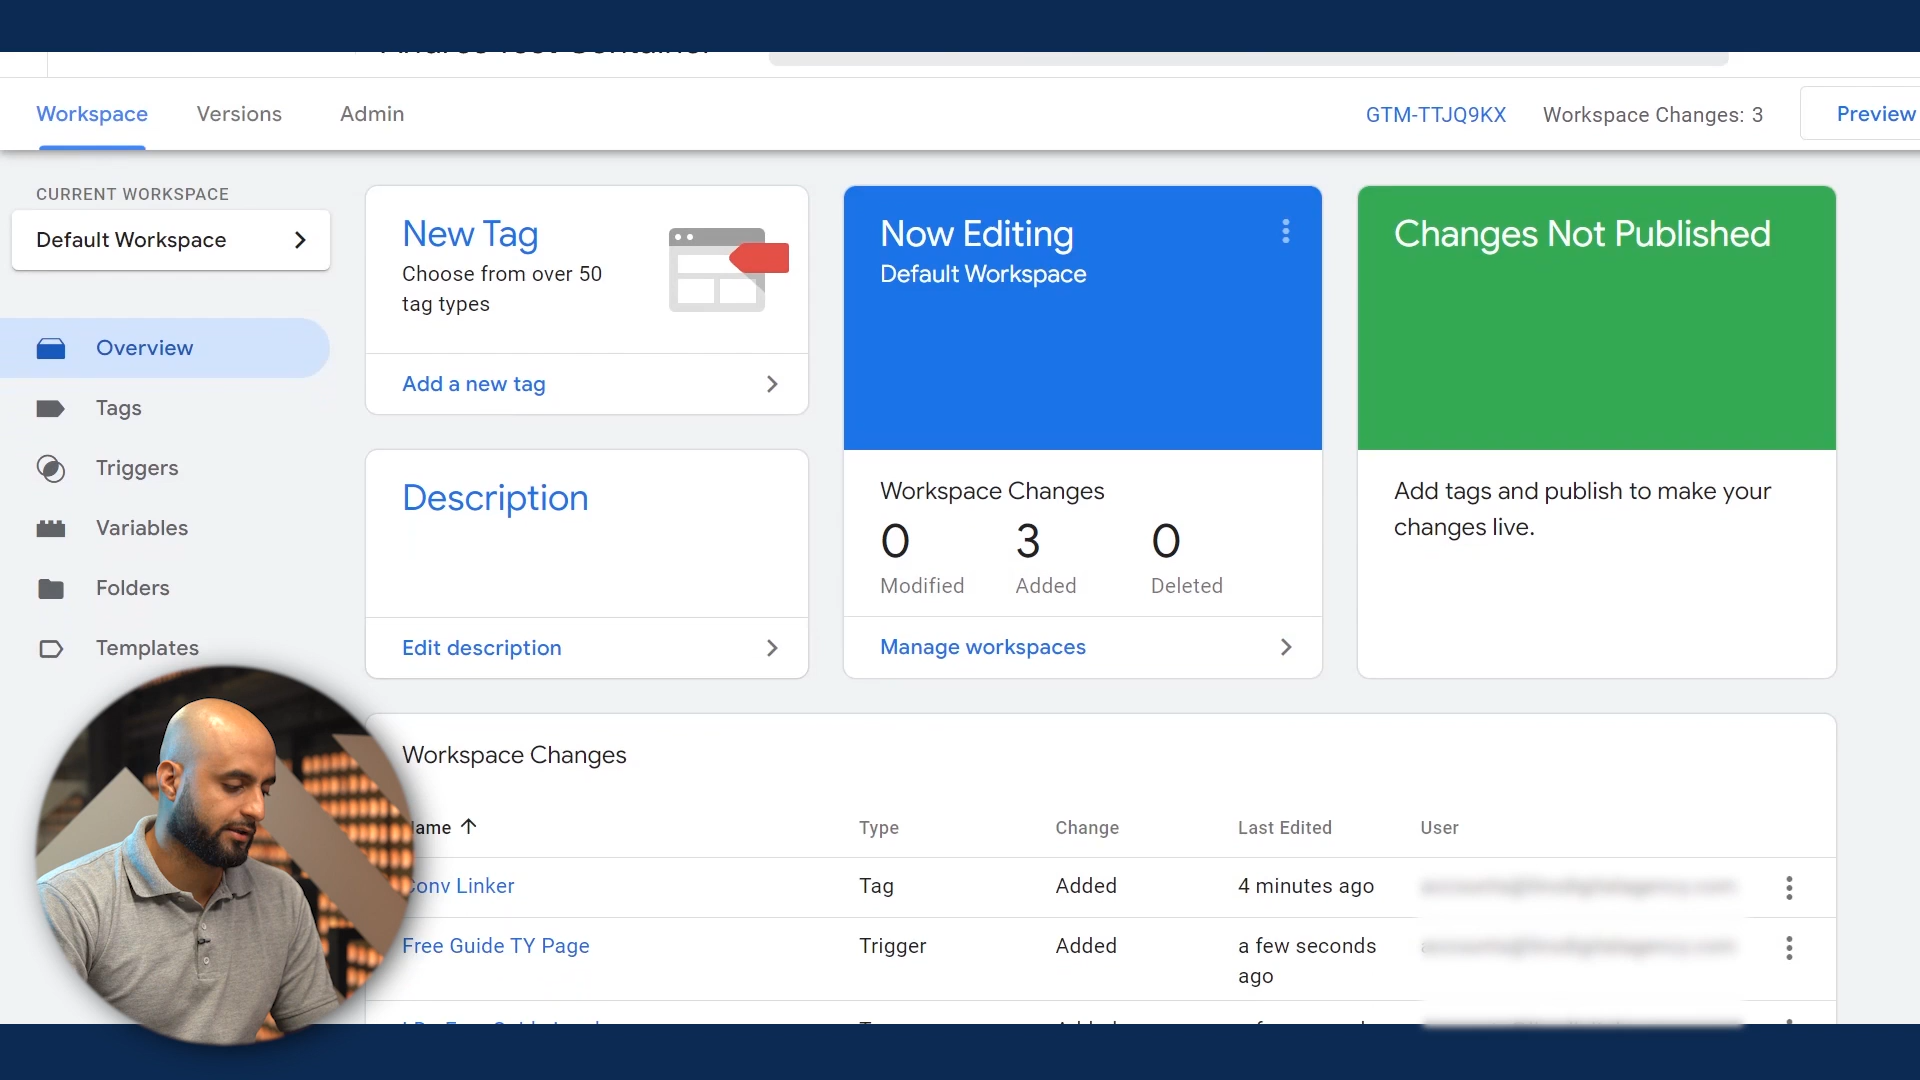 Workspace
Versions
Admin
GTM-TTJQ9KX
Workspace Changes: 3
Preview
CURRENT WORKSPACE
Default Workspace
Overview
Tags
Triggers
Variables
Folders
Templates
New Tag
Choose from over 50
tag types
Add a new tag
Description
Edit description
Now Editing
Default Workspace
Workspace Changes
0 3 0
Modified Added Deleted
Manage workspaces
Changes Not Published
Add tags and publish to make your
changes live.
Workspace Changes
Name Type Change Last Edited User
Conv Linker Tag Added 4 minutes ago
Free Guide TY Page Trigger Added a few seconds
ago